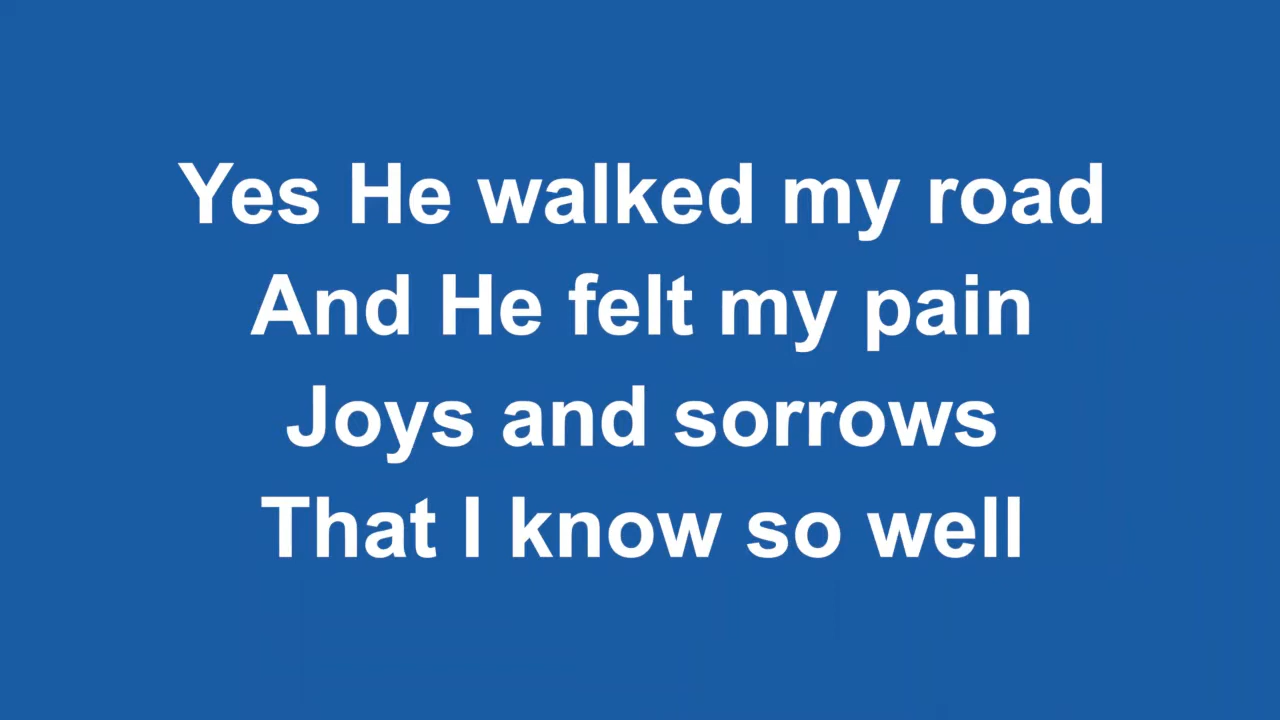 Yes He walked my road
And He felt my pain
Joys and sorrows
That I know so well